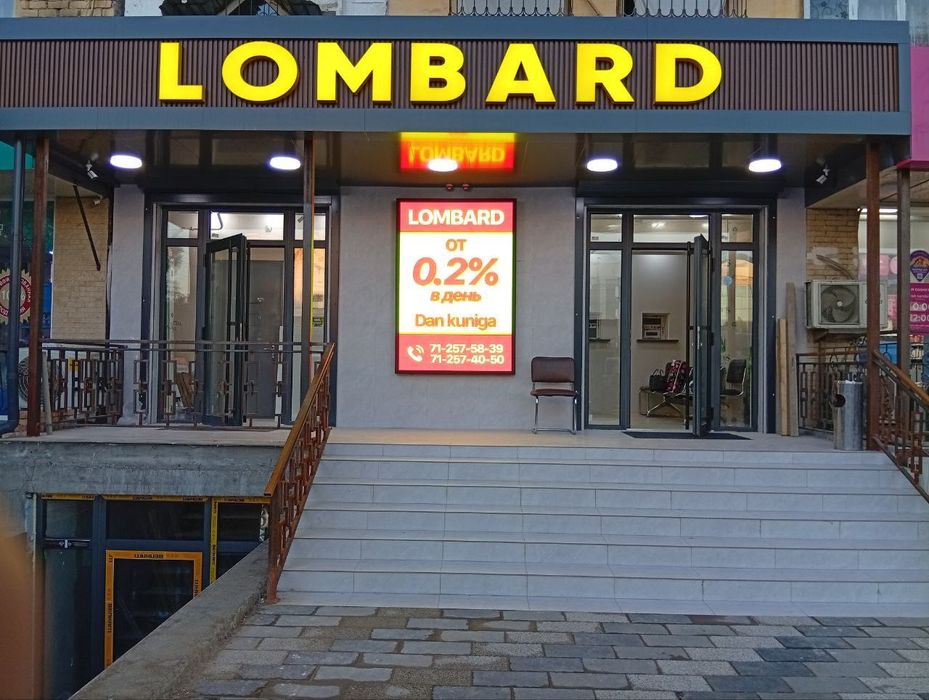 LOMBARD
LOMBARD
LOMBARD
от
0.2%
в день
Dan kuniga
71-257-58-39
71-257-40-50